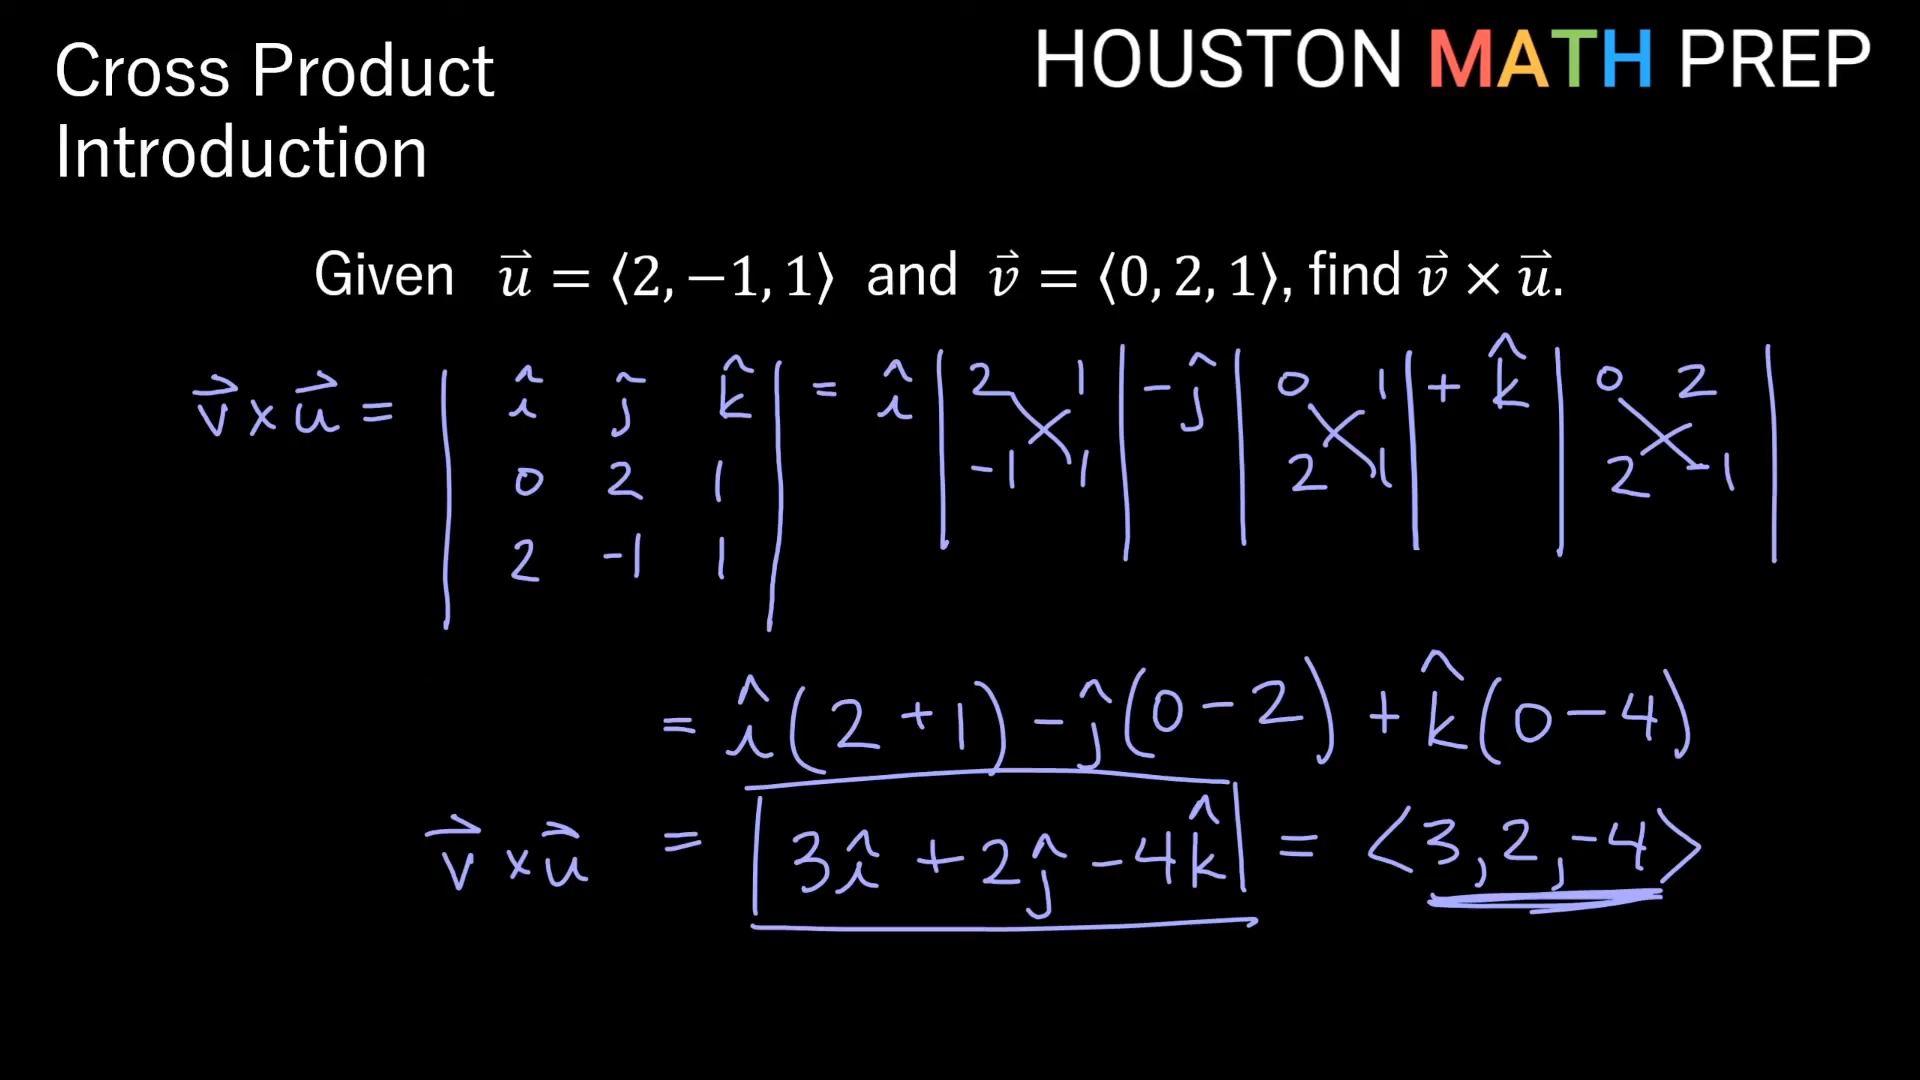 Cross Product
Introduction
HOUSTON MATH PREP
Given u⃗ = ⟨2, −1, 1⟩ and v⃗ = ⟨0, 2, 1⟩, find v⃗ × u⃗.
v⃗ × u⃗ = | î ĵ k̂ | = î | 2 1 | − ĵ | 0 1 | + k̂ | 0 2 |
0 2 1 -1 1 2 1 2 -1
2 -1 1
= î(2 + 1) − ĵ(0 − 2) + k̂(0 − 4)
v⃗ × u⃗ = 3î + 2ĵ − 4k̂ = <3, 2, -4>